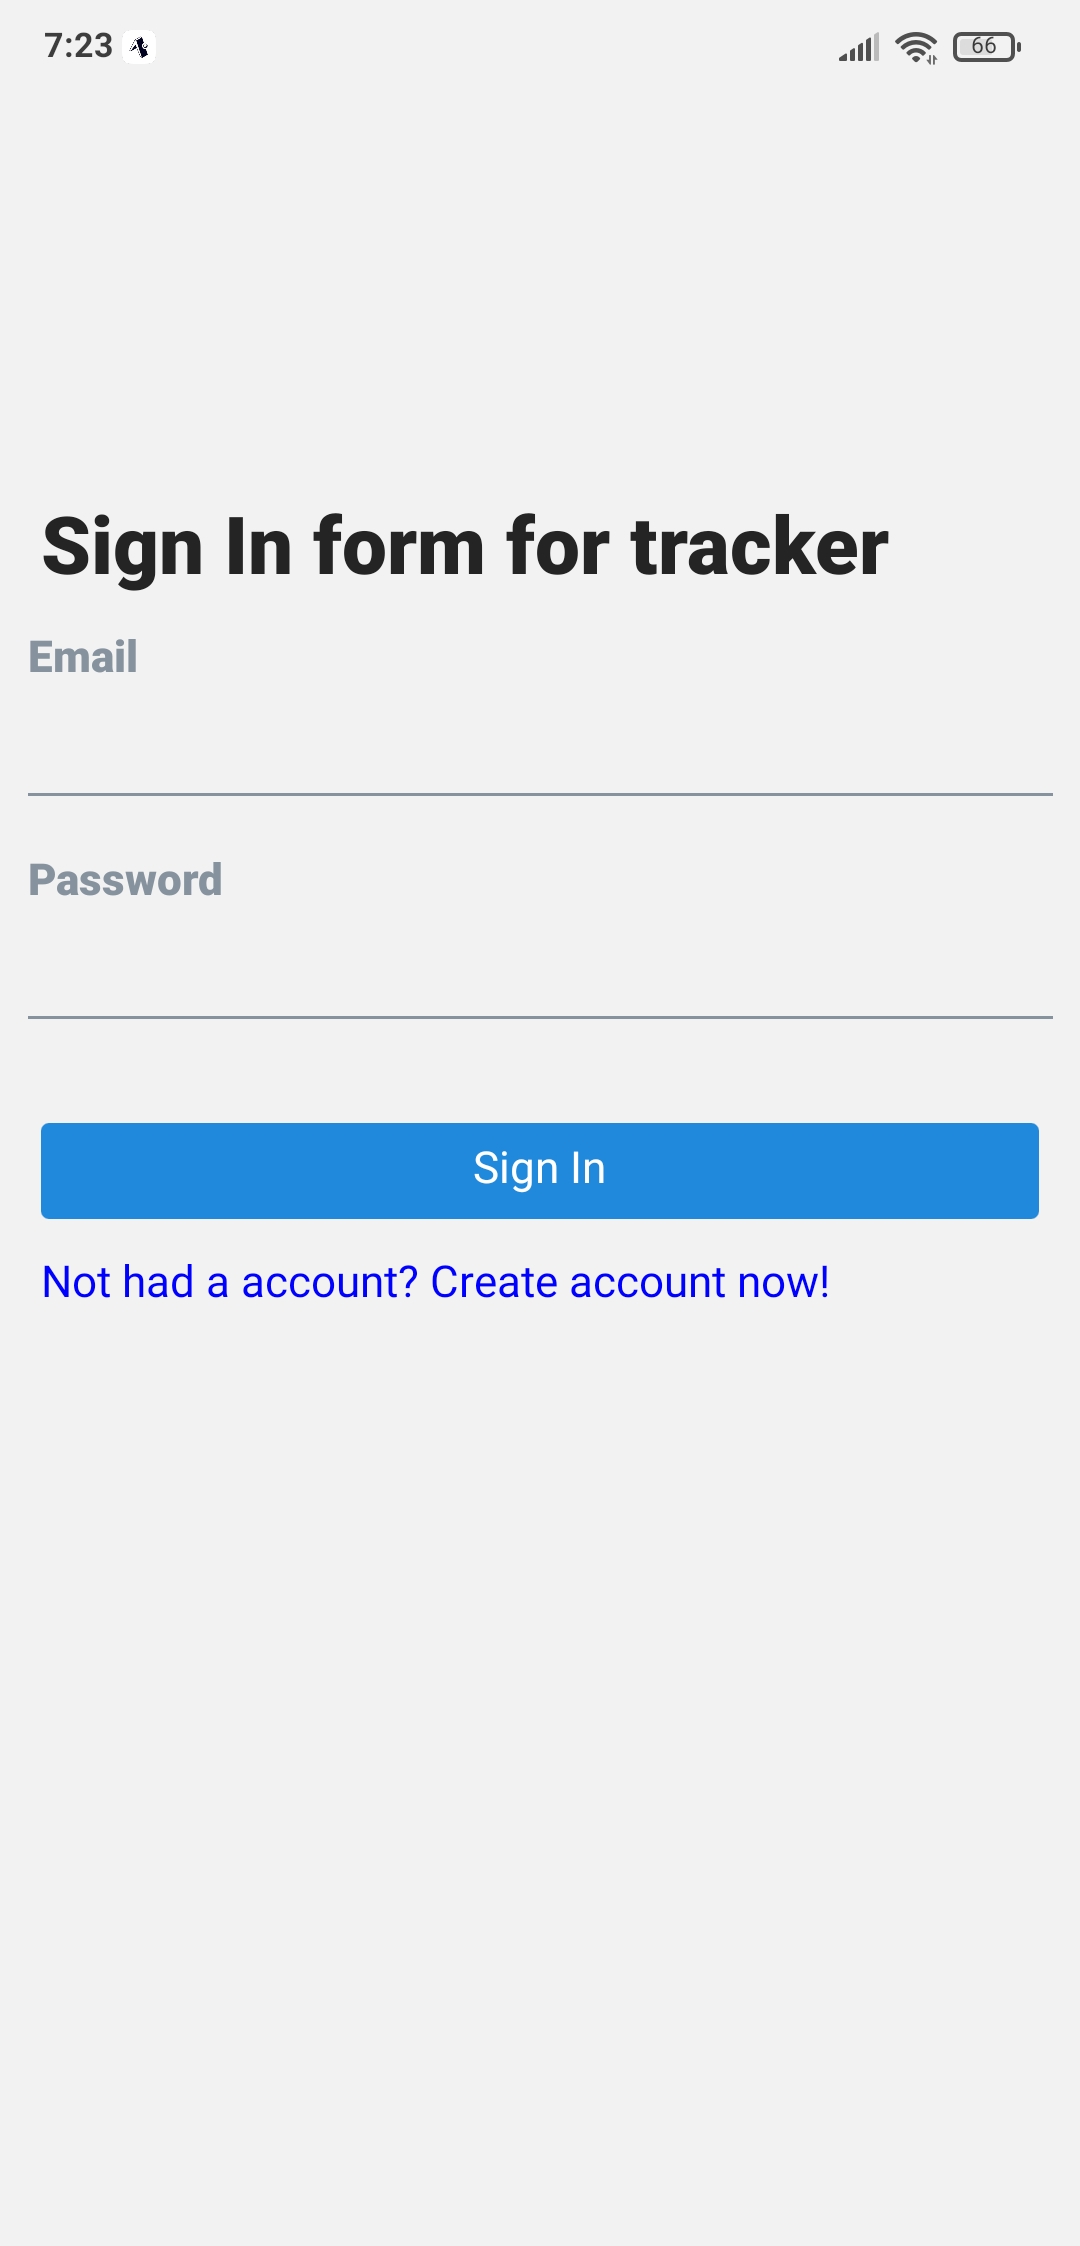 7:23
66
Sign In form for tracker
Email
Password
Sign In
Not had a account? Create account now!